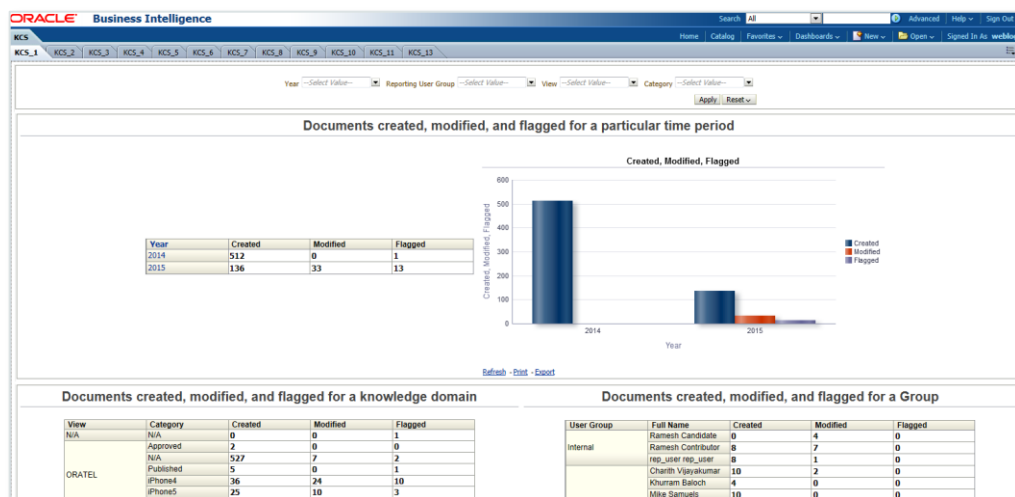 ORACLE Business Intelligence
Search All Advanced Help Sign Out
KCS
Home Catalog Favorites Dashboards New Open Signed In As weblog
KCS_1 KCS_2 KCS_3 KCS_4 KCS_5 KCS_6 KCS_7 KCS_8 KCS_9 KCS_10 KCS_11 KCS_13
Year --Select Value-- Reporting User Group --Select Value-- View --Select Value-- Category --Select Value--
Apply Reset
Documents created, modified, and flagged for a particular time period
Year Created Modified Flagged
2014 512 0 1
2015 136 33 13
Created, Modified, Flagged
Created, Modified, Flagged
600
500
400
300
200
100
0
2014 2015
Year
Created
Modified
Flagged
Refresh - Print - Export
Documents created, modified, and flagged for a knowledge domain
View Category Created Modified Flagged
N/A N/A 0 0 1
ORATEL Approved 2 0 0
N/A 527 7 2
Published 5 0 1
iPhone4 36 24 10
iPhone5 25 10 3
Documents created, modified, and flagged for a Group
User Group Full Name Created Modified Flagged
Internal Ramesh Candidate 0 4 0
Ramesh Contributor 8 7 0
rep_user rep_user 8 1 0
Charith Vijayakumar 10 2 0
Khurram Baloch 4 0 0
Mike Samuels 10 0 0